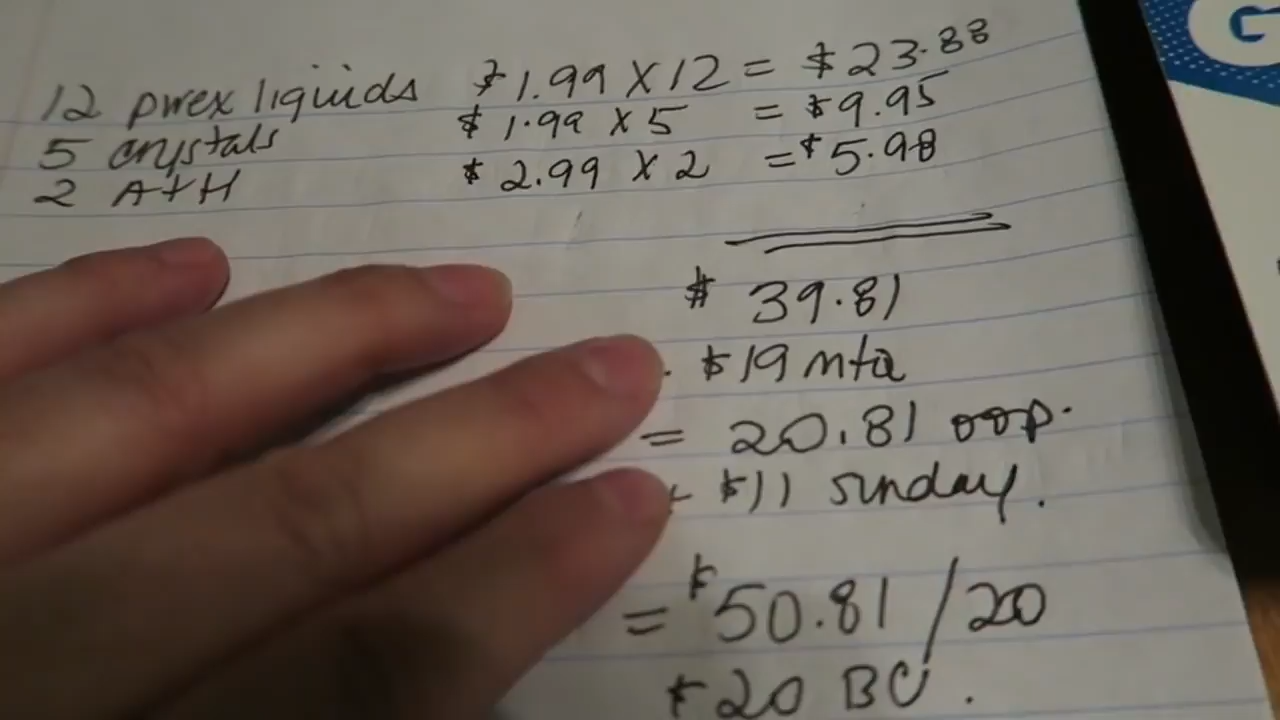 12 purex liquids $1.99 X 12 = $23.88
5 crystals $1.99 X 5 = $9.95
2 A+H $2.99 X 2 = $5.98
$ 39.81
- $19 mfq
= 20.81 oop.
+ $11 sunday.
= $50.81 / 20
$20 BC.
G